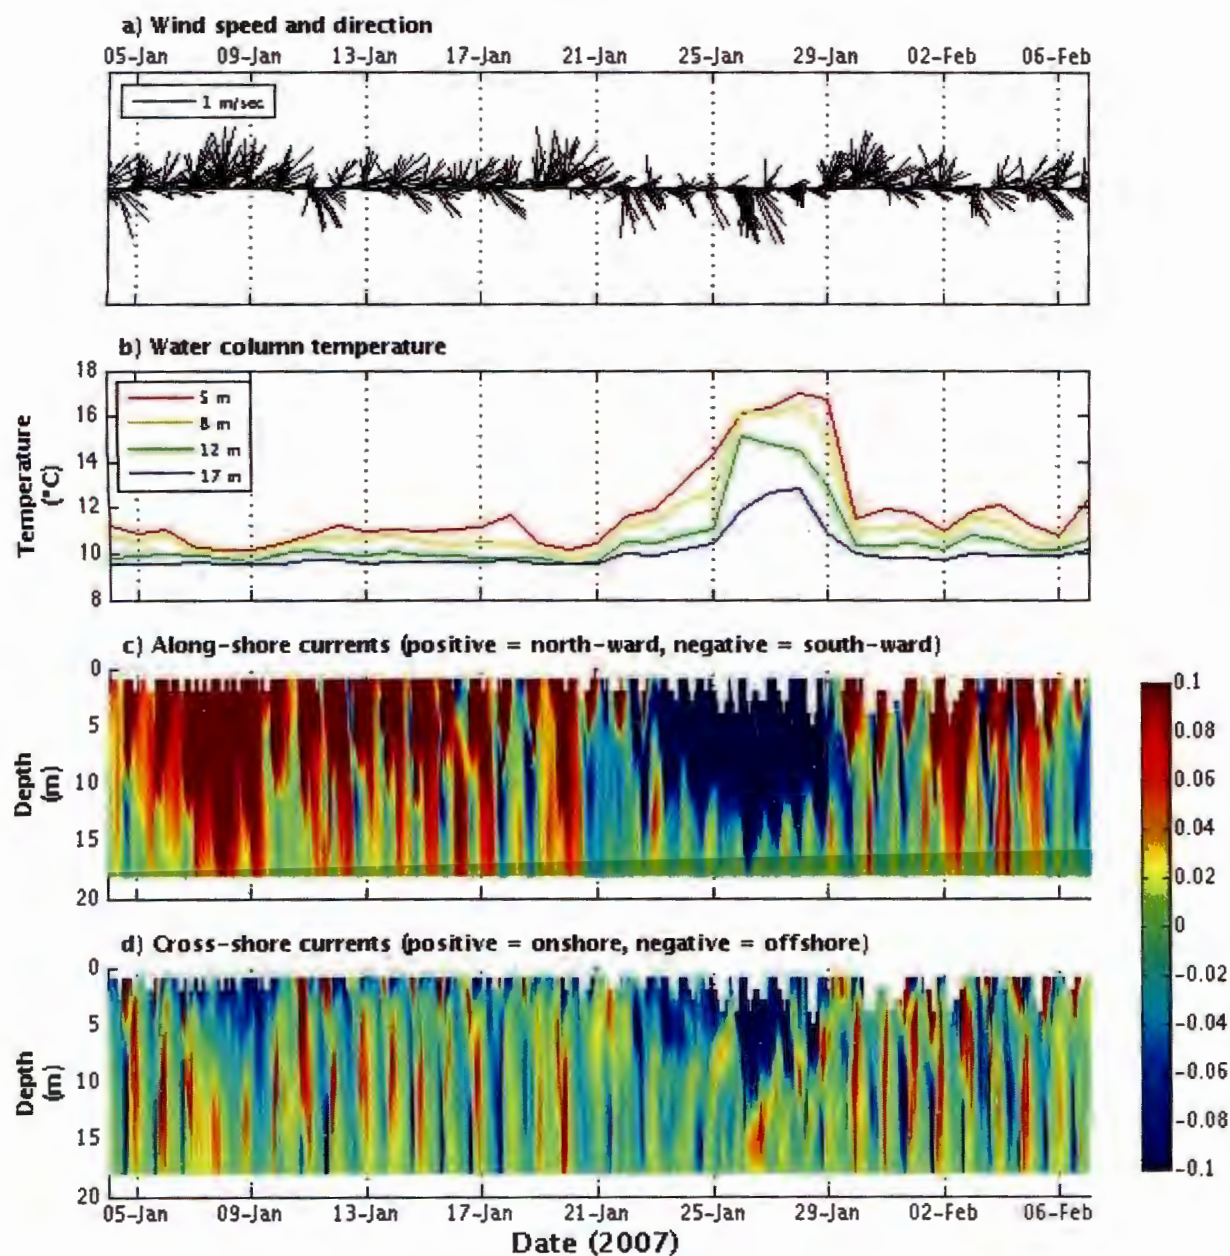 a) Wind speed and direction
05-Jan 09-Jan 13-Jan 17-Jan 21-Jan 25-Jan 29-Jan 02-Feb 06-Feb
1 m/sec
b) Water column temperature
18
16
14
12
10
8
Temperature
(°C)
5 m
8 m
12 m
17 m
c) Along-shore currents (positive = north-ward, negative = south-ward)
0
5
10
15
20
Depth
(m)
0.1
0.08
0.06
0.04
0.02
0
-0.02
-0.04
-0.06
-0.08
-0.1
d) Cross-shore currents (positive = onshore, negative = offshore)
0
5
10
15
20
Depth
(m)
05-Jan 09-Jan 13-Jan 17-Jan 21-Jan 25-Jan 29-Jan 02-Feb 06-Feb
Date (2007)